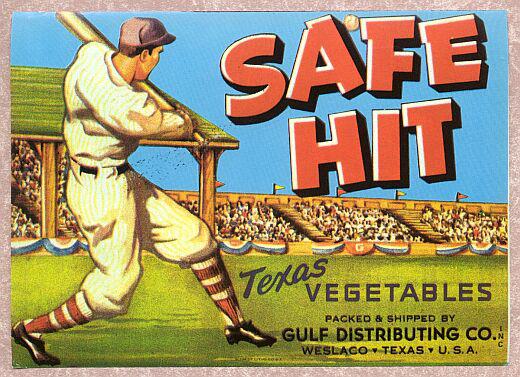 SAFE
HIT
Texas
VEGETABLES
PACKED & SHIPPED BY
GULF DISTRIBUTING CO. INC
WESLACO ▾ TEXAS ▾ U.S.A.
G